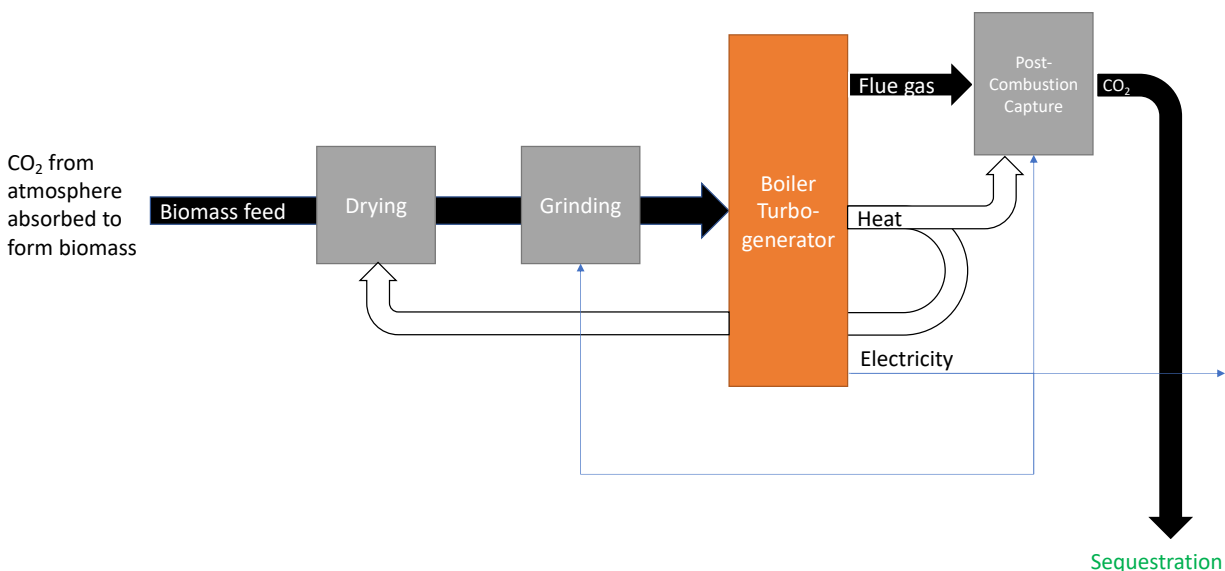 CO₂ from
atmosphere
absorbed to
form biomass
Biomass feed
Drying
Grinding
Boiler
Turbo-
generator
Flue gas
Heat
Electricity
Post-
Combustion
Capture
CO₂
Sequestration